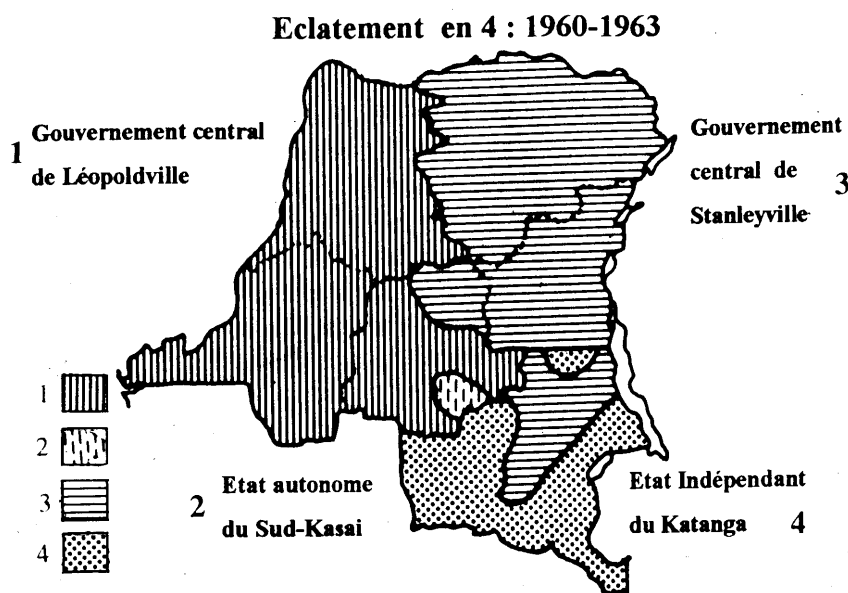 Eclatement en 4 : 1960-1963
1 Gouvernement central
de Léopoldville
Gouvernement
central de 3
Stanleyville
1
2
3
4
2 Etat autonome
du Sud-Kasai
Etat Indépendant
du Katanga 4